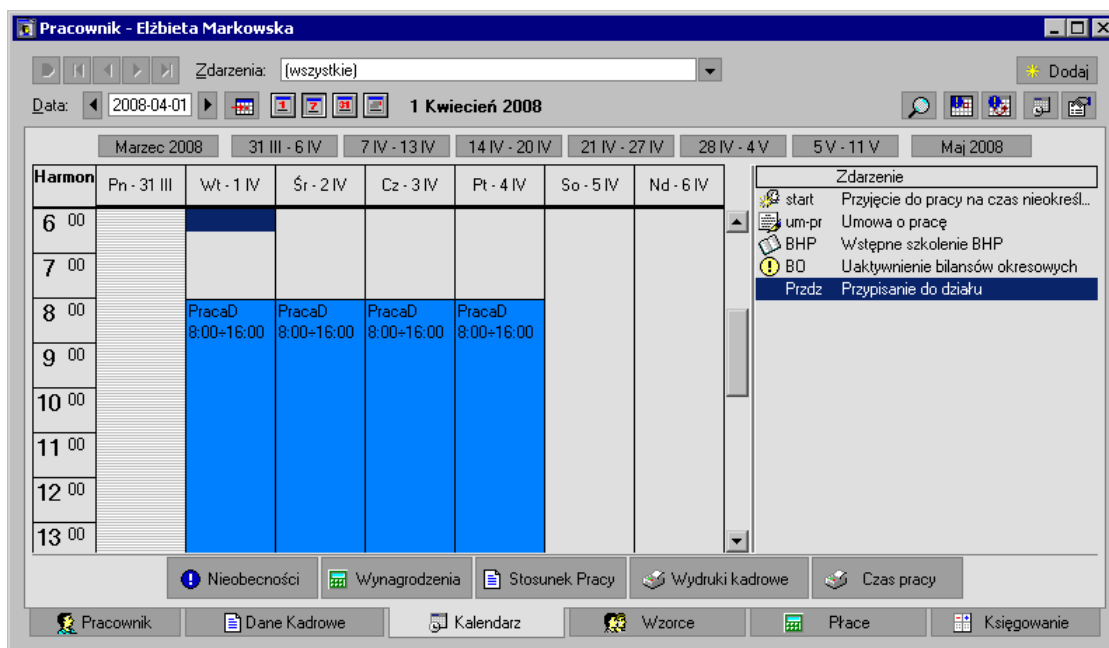 Pracownik - Elżbieta Markowska
Zdarzenia: (wszystkie) Dodaj
Data: 2008-04-01 1 7 31 1 Kwiecień 2008
Marzec 2008 31 III - 6 IV 7 IV - 13 IV 14 IV - 20 IV 21 IV - 27 IV 28 IV - 4 V 5 V - 11 V Maj 2008
Harmon Pn - 31 III Wt - 1 IV Śr - 2 IV Cz - 3 IV Pt - 4 IV So - 5 IV Nd - 6 IV
Zdarzenie
start Przyjęcie do pracy na czas nieokreśl...
um-pr Umowa o pracę
BHP Wstępne szkolenie BHP
BO Uaktywnienie bilansów okresowych
Przdz Przypisanie do działu
6 00
7 00
8 00 PracaD PracaD PracaD PracaD
8:00÷16:00 8:00÷16:00 8:00÷16:00 8:00÷16:00
9 00
10 00
11 00
12 00
13 00
Nieobecności Wynagrodzenia Stosunek Pracy Wydruki kadrowe Czas pracy
Pracownik Dane Kadrowe Kalendarz Wzorce Płace Księgowanie